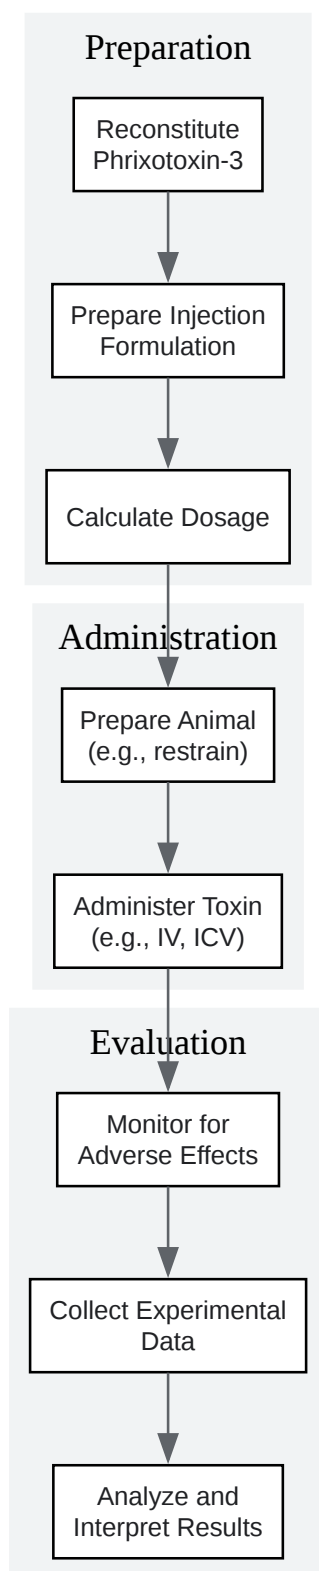 Preparation
Reconstitute
Phrixotoxin-3
Prepare Injection
Formulation
Calculate Dosage
Administration
Prepare Animal
(e.g., restrain)
Administer Toxin
(e.g., IV, ICV)
Evaluation
Monitor for
Adverse Effects
Collect Experimental
Data
Analyze and
Interpret Results